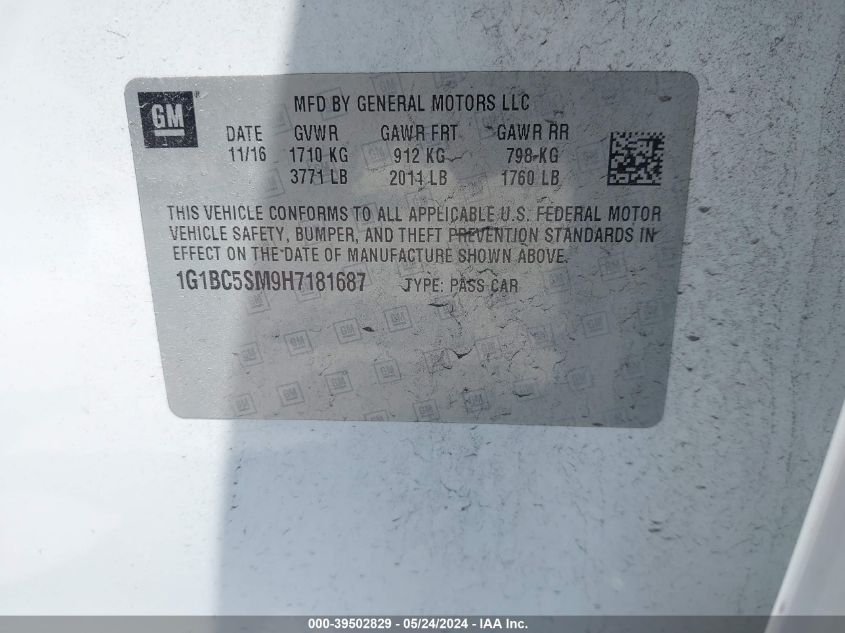 GM ®
MFD BY GENERAL MOTORS LLC
DATE GVWR GAWR FRT GAWR RR
11/16 1710 KG 912 KG 798 KG
3771 LB 2014 LB 1760 LB
THIS VEHICLE CONFORMS TO ALL APPLICABLE U.S. FEDERAL MOTOR
VEHICLE SAFETY, BUMPER, AND THEFT PREVENTION STANDARDS IN
EFFECT ON THE DATE OF MANUFACTURE SHOWN ABOVE.
1G1BC5SM9H7181687 TYPE: PASS CAR
000-39502829 - 05/24/2024 - IAA Inc.